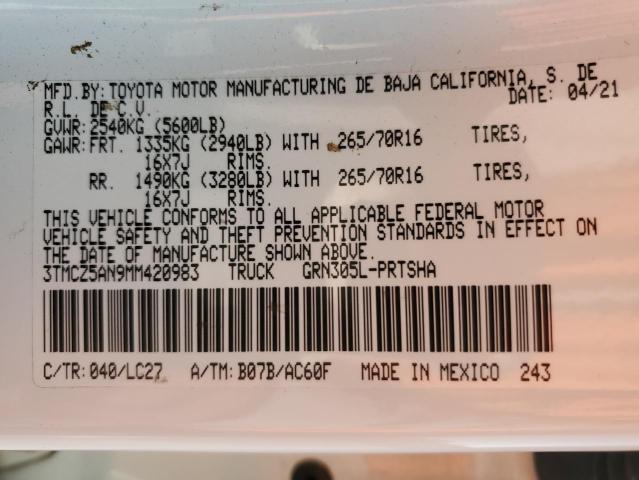 MFD.BY:TOYOTA MOTOR MANUFACTURING DE BAJA CALIFORNIA, S. DE
R.L. DE C.V. DATE: 04/21
GVWR:2540KG (5600LB)
GAWR:FRT. 1335KG (2940LB) WITH 265/70R16 TIRES,
16X7J RIMS.
RR. 1490KG (3280LB) WITH 265/70R16 TIRES,
16X7J RIMS.
THIS VEHICLE CONFORMS TO ALL APPLICABLE FEDERAL MOTOR
VEHICLE SAFETY AND THEFT PREVENTION STANDARDS IN EFFECT ON
THE DATE OF MANUFACTURE SHOWN ABOVE.
3TMCZ5AN9MM420983 TRUCK GRN305L-PRTSHA
C/TR:040/LC27 A/TM:B07B/AC60F MADE IN MEXICO 243